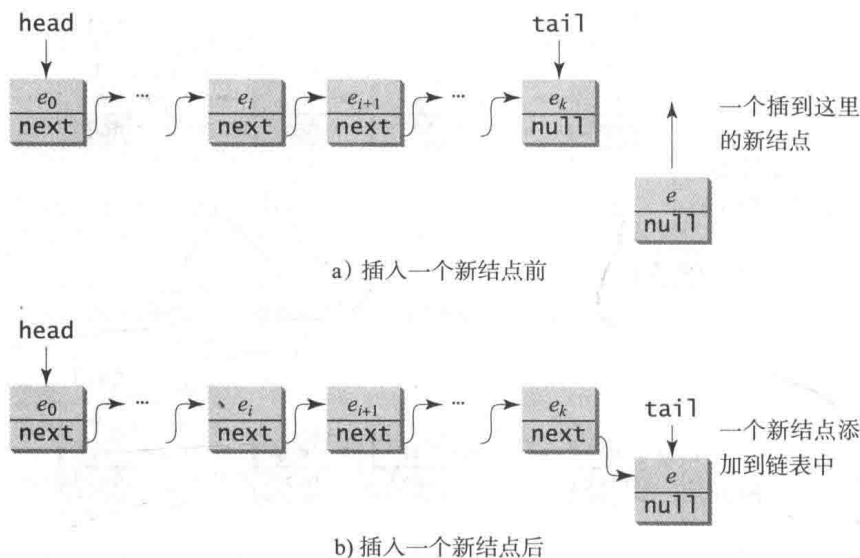 head
tail
e0 ... ei ei+1 ... ek
next next next null
一个插到这里
的新结点
e
null
a）插入一个新结点前
head
e0 ... ei ei+1 ... ek
next next next next
tail
一个新结点添
加到链表中
e
null
b) 插入一个新结点后